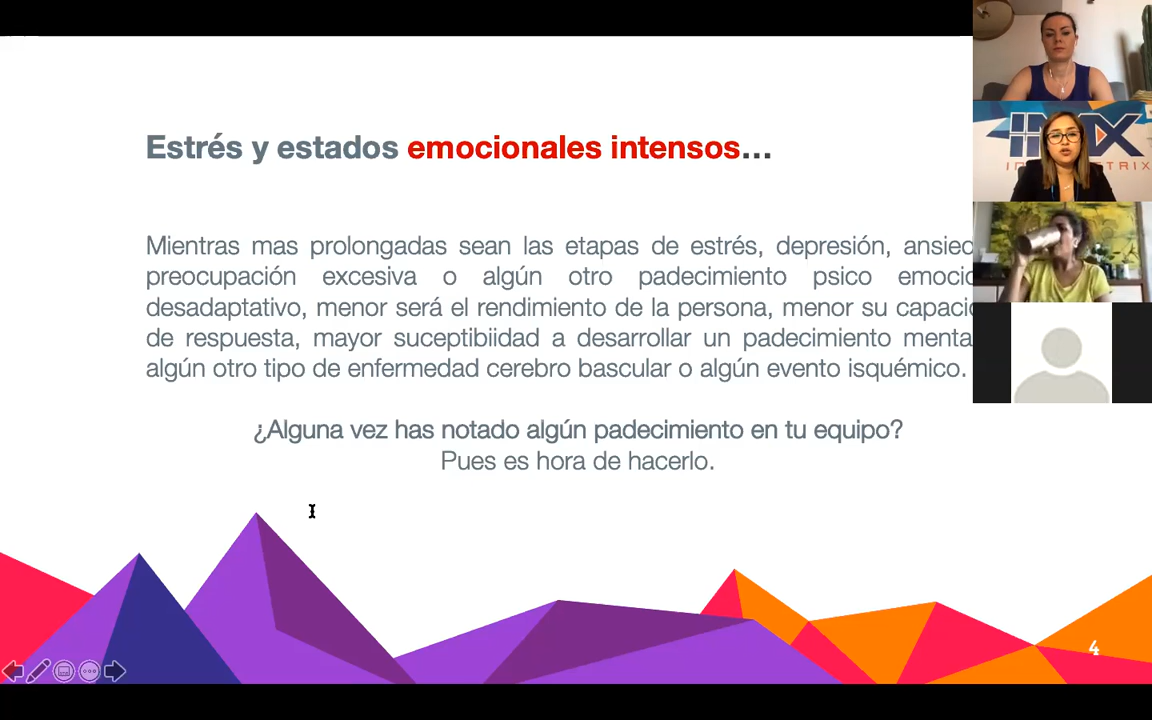 Estrés y estados emocionales intensos...
Mientras mas prolongadas sean las etapas de estrés, depresión,
preocupación excesiva o algún otro padecimiento psico
desadaptativo, menor será el rendimiento de la persona, menor su
de respuesta, mayor suceptibiidad a desarrollar un padecimiento
algún otro tipo de enfermedad cerebro bascular o algún evento isquémico.
¿Alguna vez has notado algún padecimiento en tu equipo?
Pues es hora de hacerlo.
4